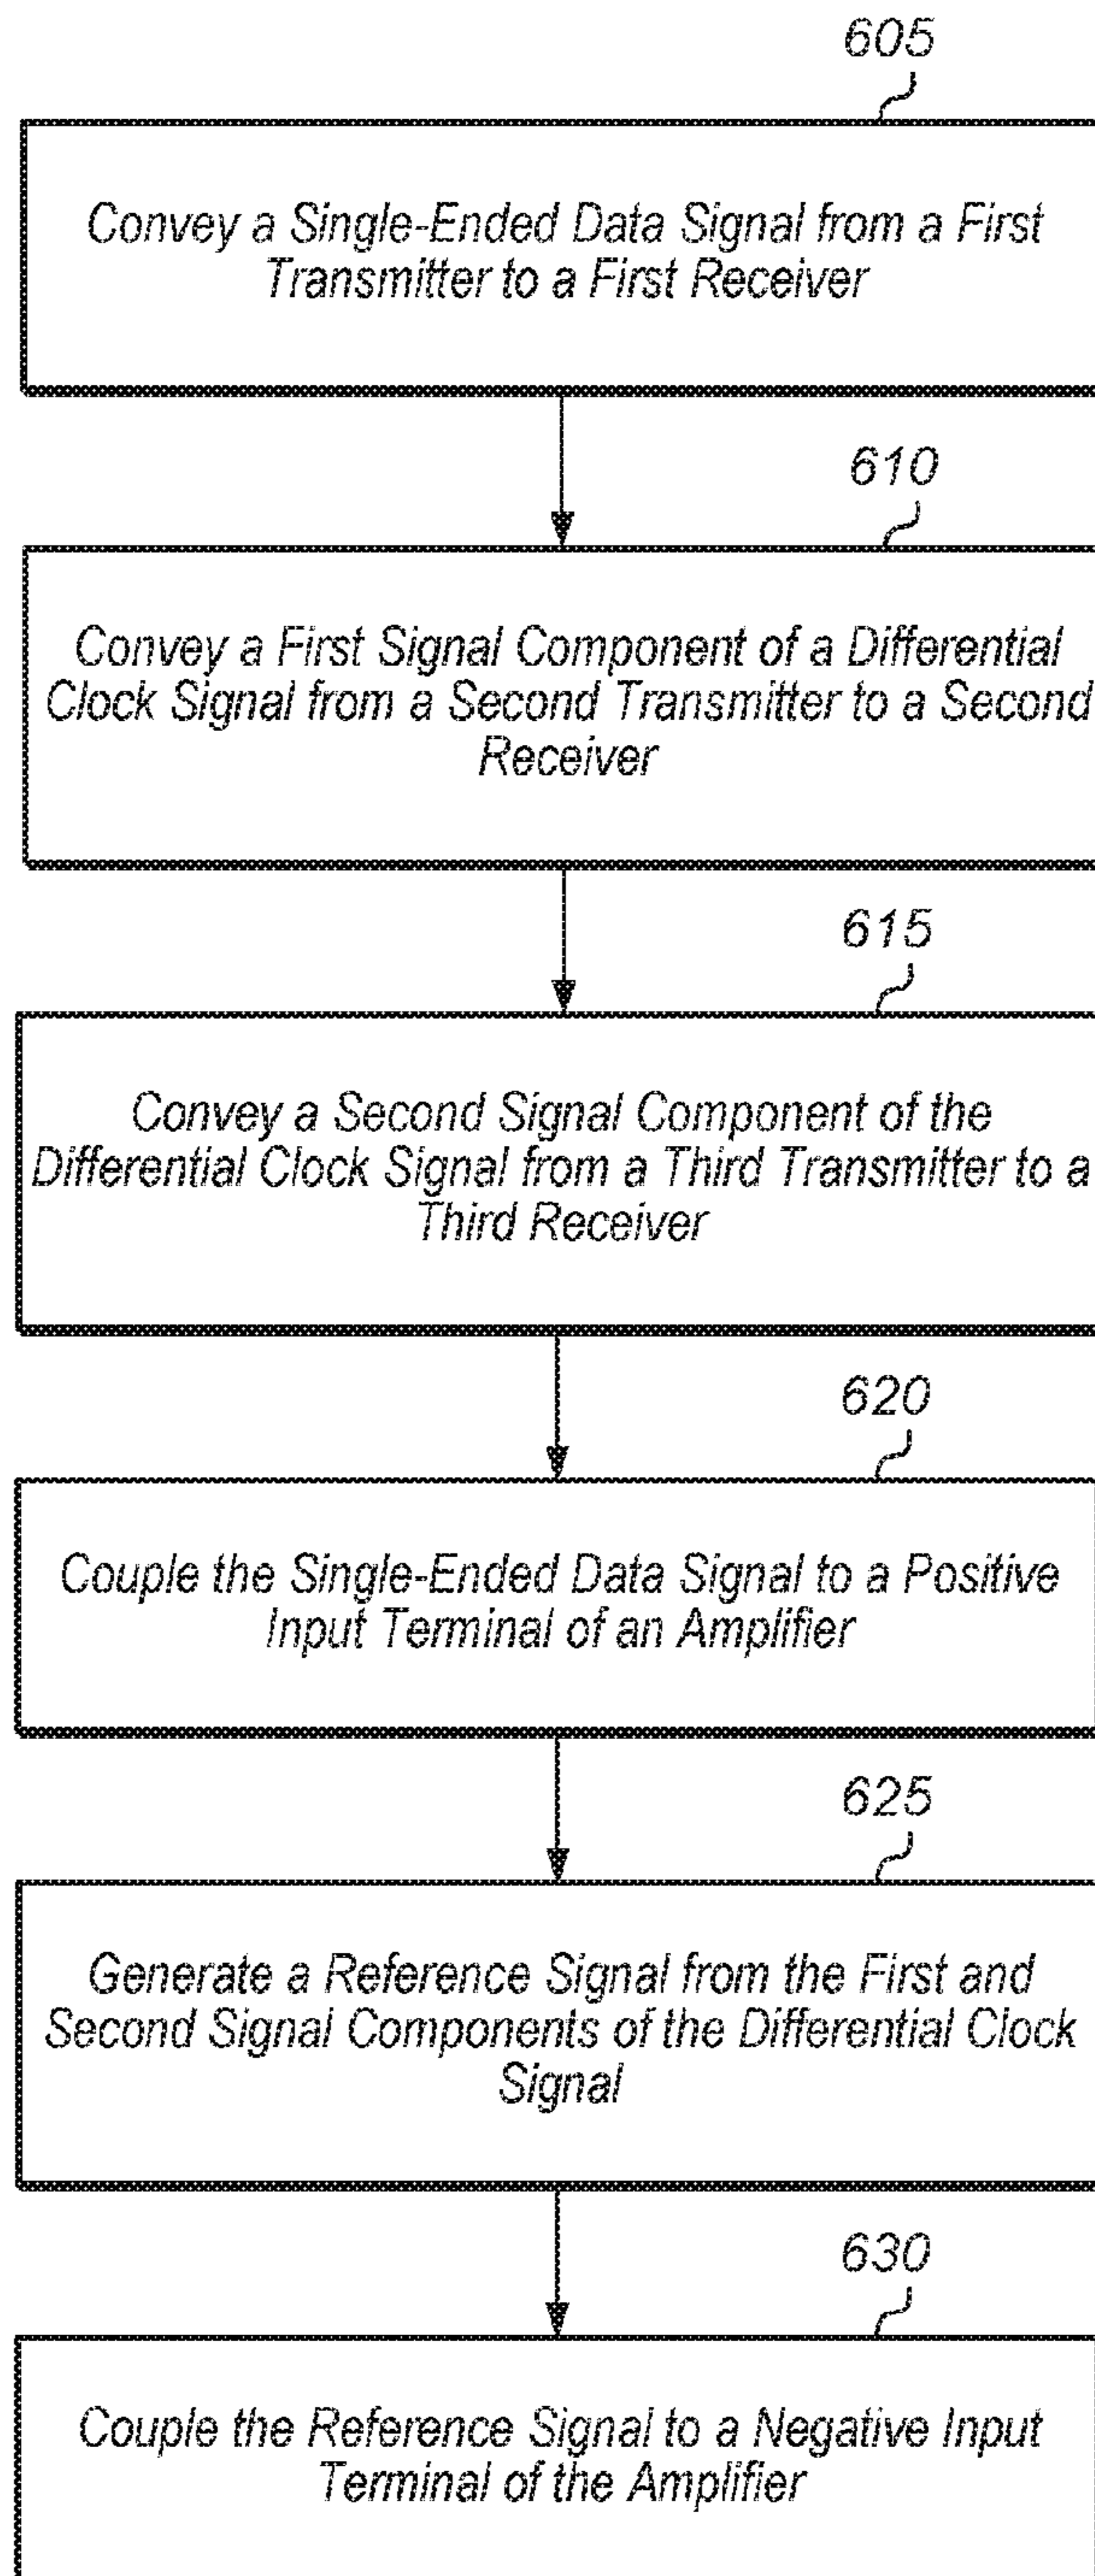 605
Convey a Single-Ended Data Signal from a First
Transmitter to a First Receiver
610
Convey a First Signal Component of a Differential
Clock Signal from a Second Transmitter to a Second
Receiver
615
Convey a Second Signal Component of the
Differential Clock Signal from a Third Transmitter to a
Third Receiver
620
Couple the Single-Ended Data Signal to a Positive
Input Terminal of an Amplifier
625
Generate a Reference Signal from the First and
Second Signal Components of the Differential Clock
Signal
630
Couple the Reference Signal to a Negative Input
Terminal of the Amplifier